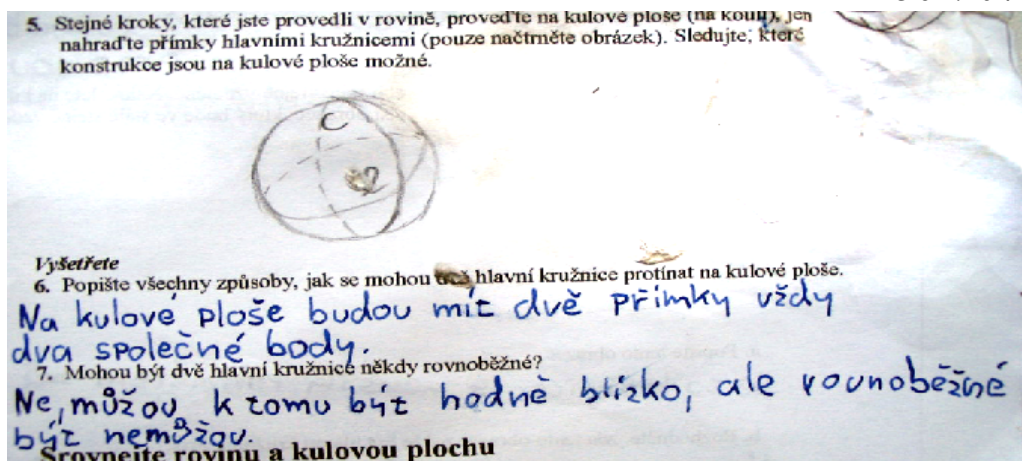 5. Stejné kroky, které jste provedli v rovině, proveďte na kulové ploše (na kouli), jen
nahraďte přímky hlavními kružnicemi (pouze načtrněte obrázek). Sledujte, které
konstrukce jsou na kulové ploše možné.
C
Vyšetřete
6. Popište všechny způsoby, jak se mohou hlavní kružnice protínat na kulové ploše.
Na kulové ploše budou mít dvě přímky vždy
dva společné body.
7. Mohou být dvě hlavní kružnice někdy rovnoběžné?
Ne, můžou k tomu být hodně blízko, ale rovnoběžné
být nemůžou.
Srovnejte rovinu a kulovou plochu